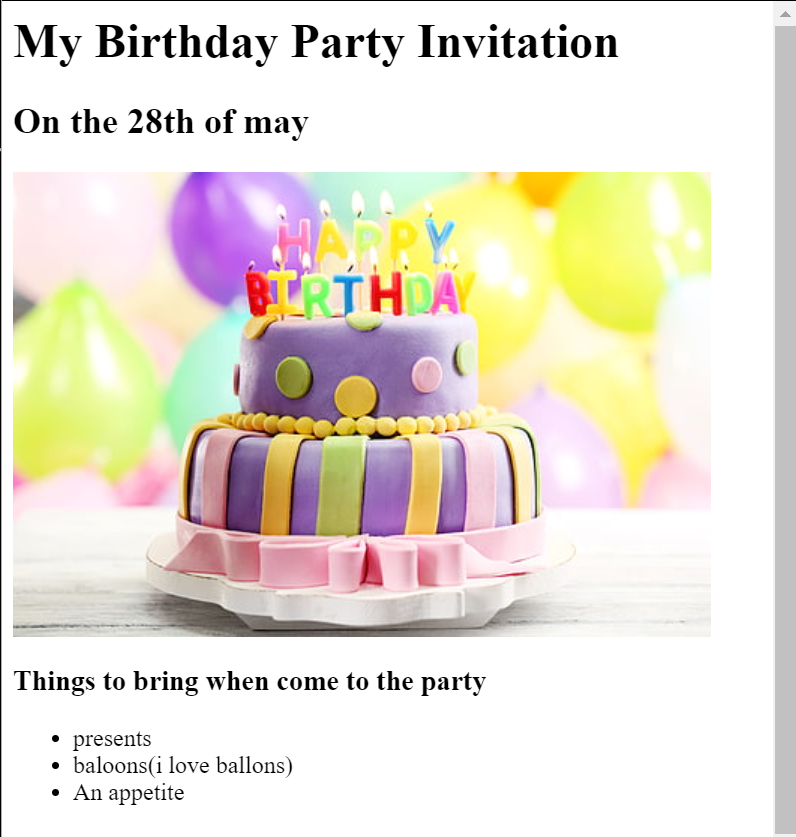 My Birthday Party Invitation
On the 28th of may
HAPPY
BIRTHDAY
Things to bring when come to the party
presents
baloons(i love ballons)
An appetite